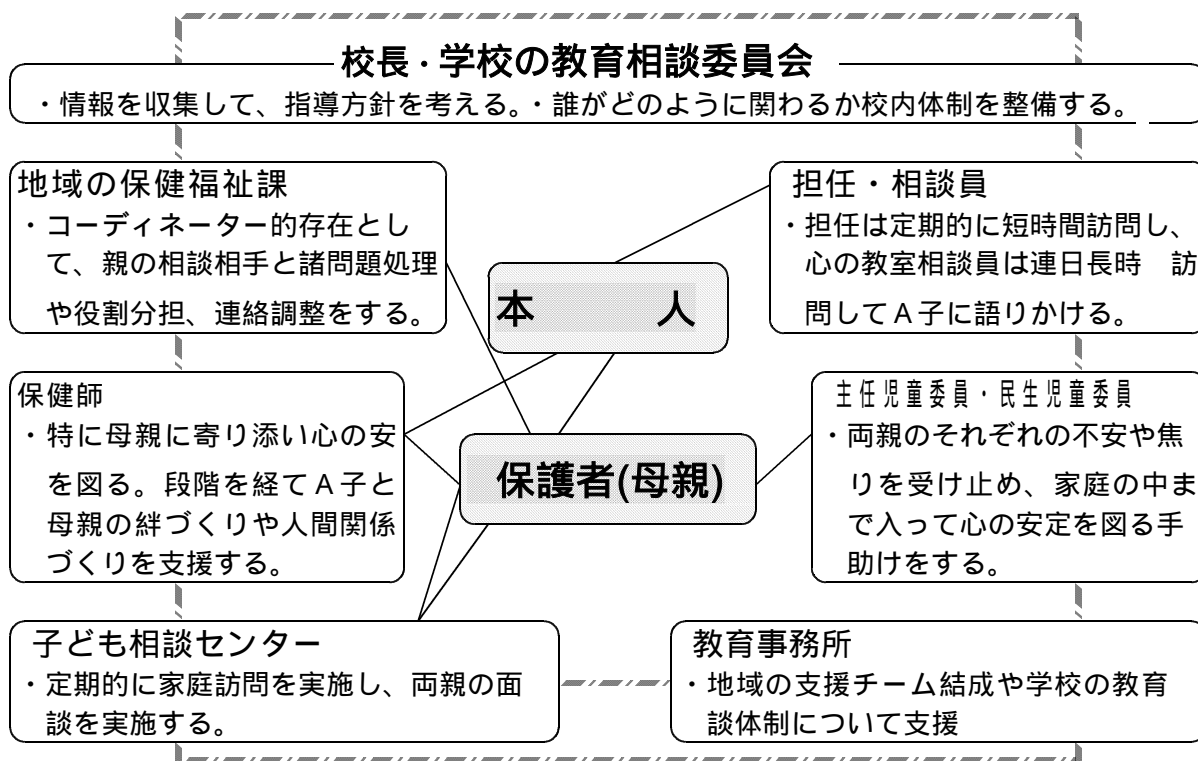 校長・学校の教育相談委員会
・情報を収集して、指導方針を考える。・誰がどのように関わるか校内体制を整備する。
地域の保健福祉課
・コーディネーター的存在とし
て、親の相談相手と諸問題処理
や役割分担、連絡調整をする。
担任・相談員
・担任は定期的に短時間訪問し、
心の教室相談員は連日長時 訪
問してA子に語りかける。
本 人
保健師
・特に母親に寄り添い心の安
を図る。段階を経てA子と
母親の絆づくりや人間関係
づくりを支援する。
保護者(母親)
主任児童委員・民生児童委員
・両親のそれぞれの不安や焦
りを受け止め、家庭の中ま
で入って心の安定を図る手
助けをする。
子ども相談センター
・定期的に家庭訪問を実施し、両親の面
談を実施する。
教育事務所
・地域の支援チーム結成や学校の教育
談体制について支援